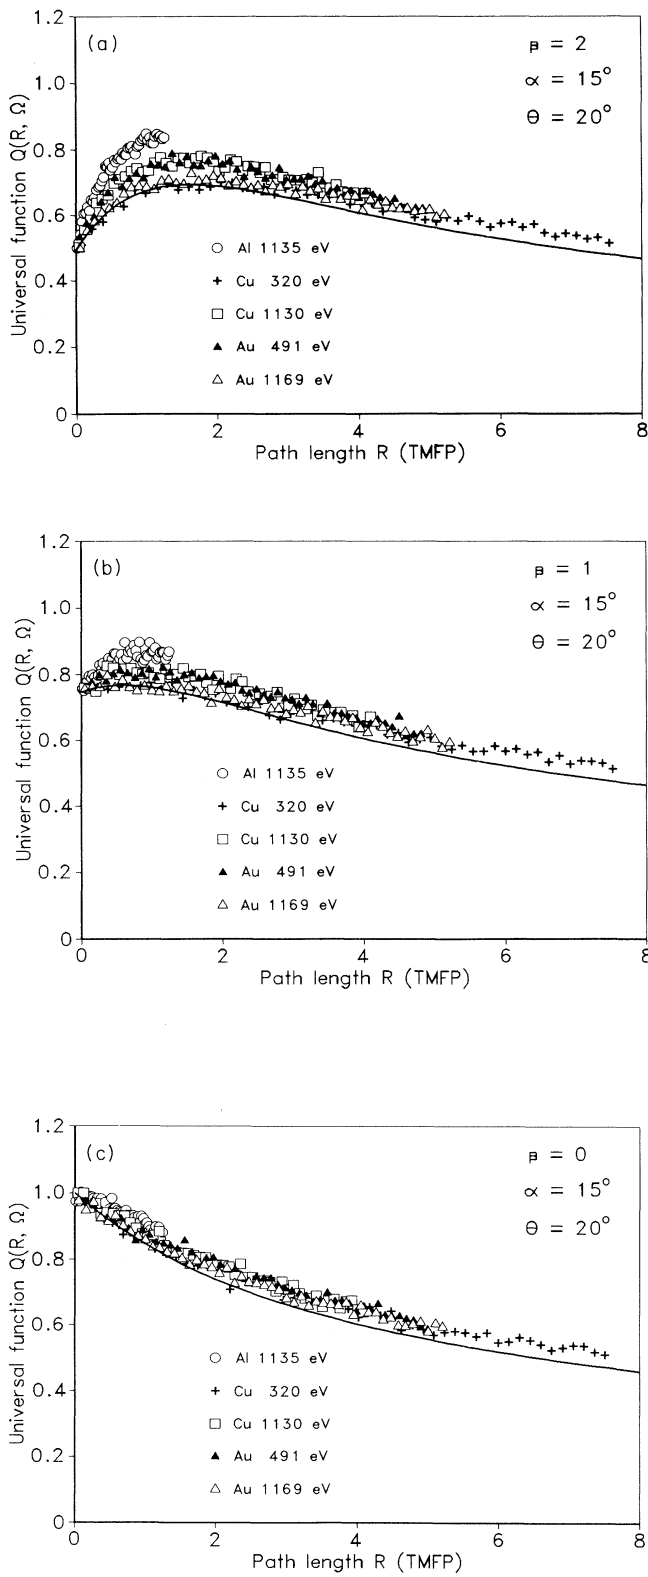 1.2
(a)
β = 2
α = 15°
θ = 20°
1.0
0.8
0.6
0.4
0.2
0
Universal function Q(R, Ω)
○ Al 1135 eV
+ Cu 320 eV
□ Cu 1130 eV
▲ Au 491 eV
△ Au 1169 eV
0 2 4 6 8
Path length R (TMFP)
1.2
(b)
β = 1
α = 15°
θ = 20°
1.0
0.8
0.6
0.4
0.2
0
Universal function Q(R, Ω)
○ Al 1135 eV
+ Cu 320 eV
□ Cu 1130 eV
▲ Au 491 eV
△ Au 1169 eV
0 2 4 6 8
Path length R (TMFP)
1.2
(c)
β = 0
α = 15°
θ = 20°
1.0
0.8
0.6
0.4
0.2
0
Universal function Q(R, Ω)
○ Al 1135 eV
+ Cu 320 eV
□ Cu 1130 eV
▲ Au 491 eV
△ Au 1169 eV
0 2 4 6 8
Path length R (TMFP)